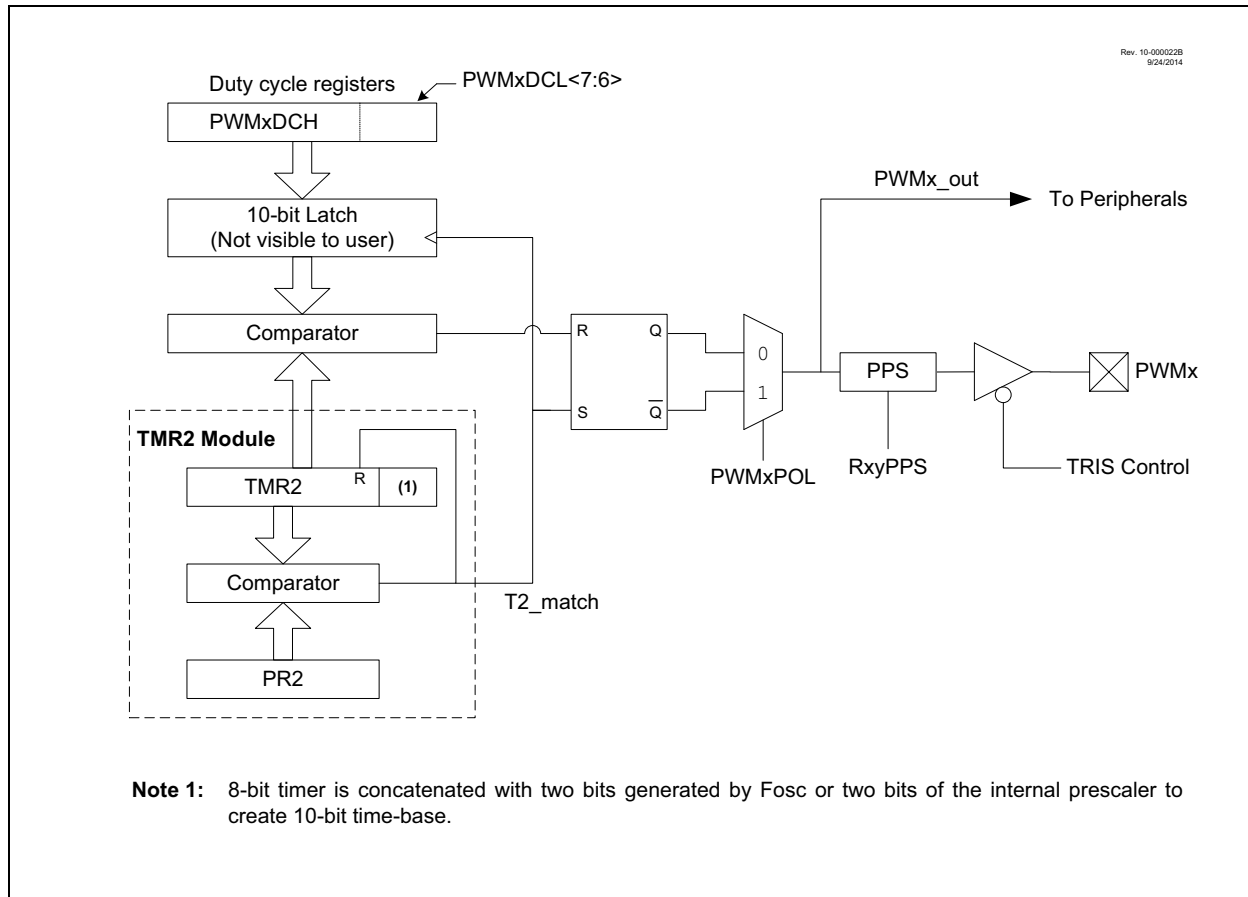 Rev. 10-000022B
9/24/2014
Duty cycle registers
PWMxDCL<7:6>
PWMxDCH
10-bit Latch
(Not visible to user)
Comparator
TMR2 Module
TMR2
R
(1)
Comparator
PR2
T2_match
R
Q
S
Q
0
1
PWMxPOL
PWMx_out
To Peripherals
PPS
RxyPPS
PWMx
TRIS Control
Note 1: 8-bit timer is concatenated with two bits generated by Fosc or two bits of the internal prescaler to
create 10-bit time-base.